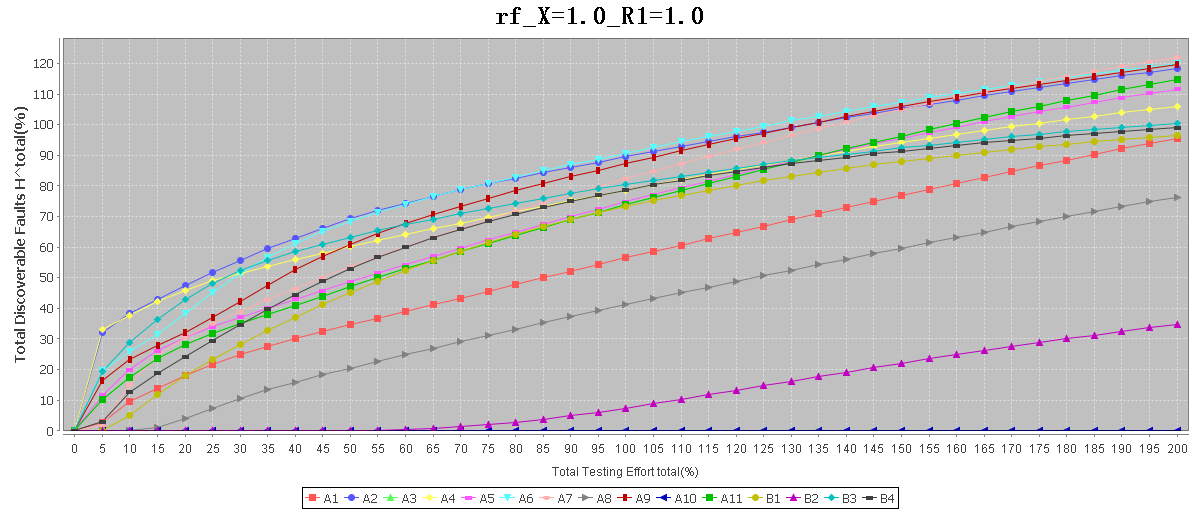 rf_X=1.0_R1=1.0
Total Discoverable Faults H^total(%)
120
110
100
90
80
70
60
50
40
30
20
10
0
0 5 10 15 20 25 30 35 40 45 50 55 60 65 70 75 80 85 90 95 100 105 110 115 120 125 130 135 140 145 150 155 160 165 170 175 180 185 190 195 200
Total Testing Effort total(%)
A1 A2 A3 A4 A5 A6 A7 A8 A9 A10 A11 B1 B2 B3 B4